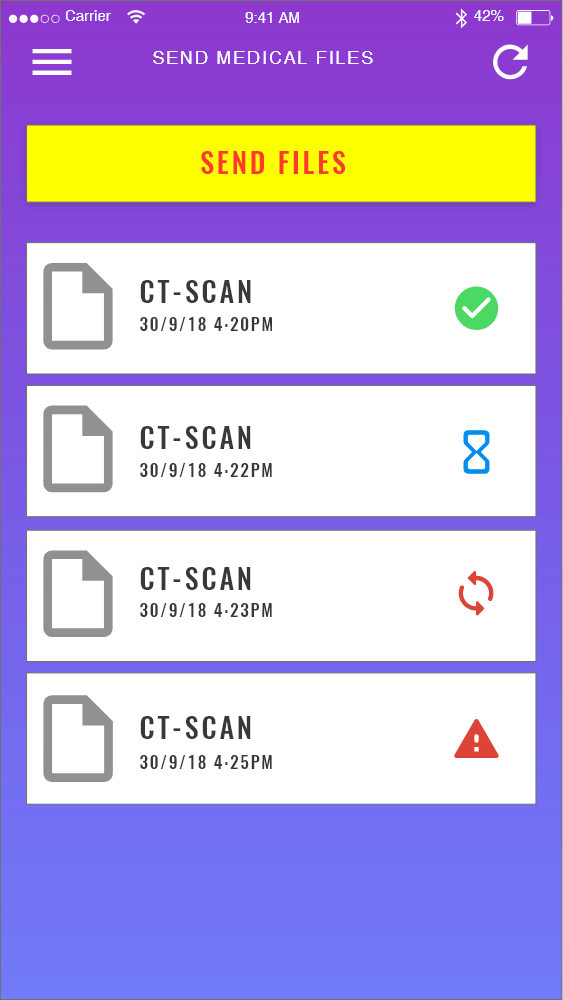 Carrier 9:41 AM 42%
SEND MEDICAL FILES
SEND FILES
CT-SCAN
30/9/18 4·20PM
CT-SCAN
30/9/18 4·22PM
CT-SCAN
30/9/18 4·23PM
CT-SCAN
30/9/18 4·25PM